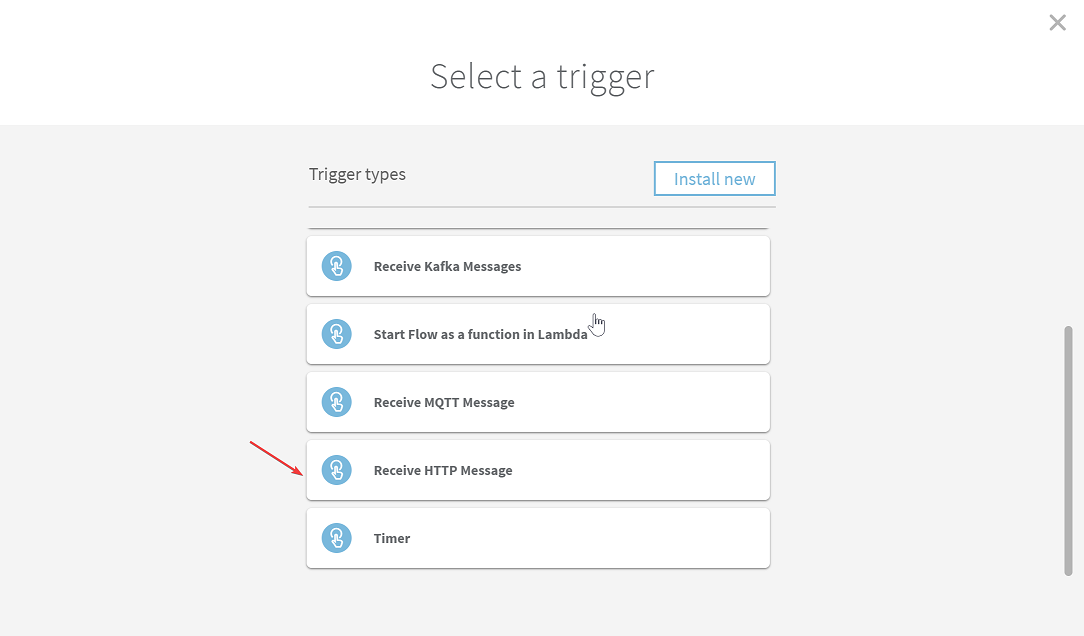 Select a trigger
Trigger types
Install new
Receive Kafka Messages
Start Flow as a function in Lambda
Receive MQTT Message
Receive HTTP Message
Timer